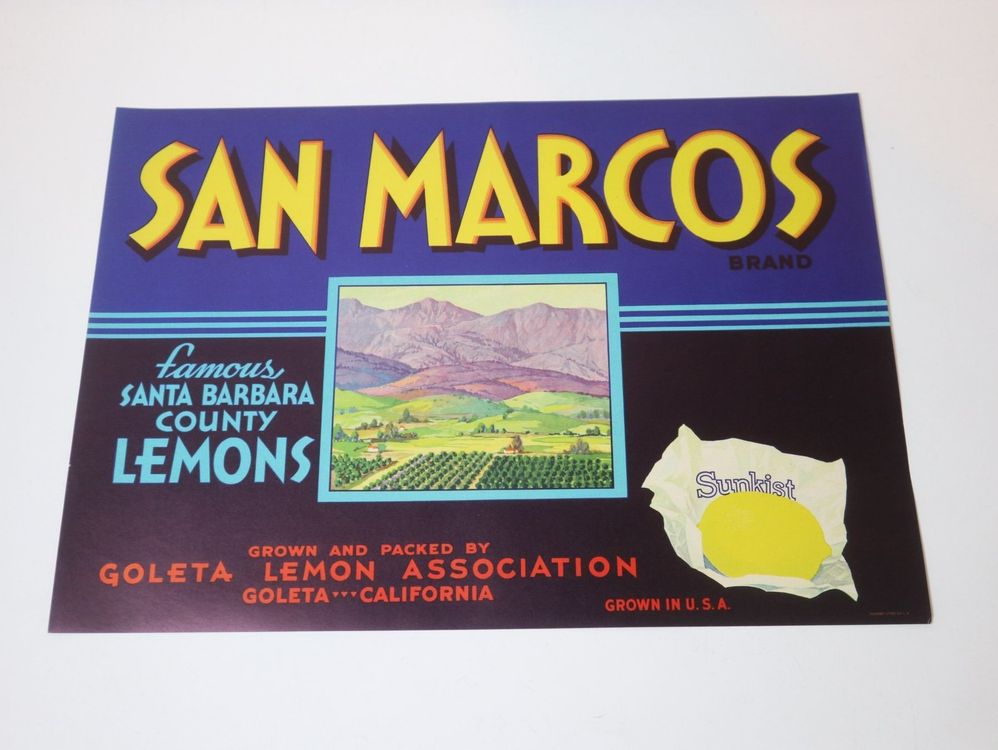 SAN MARCOS
BRAND
famous
SANTA BARBARA
COUNTY
LEMONS
Sunkist
GROWN AND PACKED BY
GOLETA LEMON ASSOCIATION
GOLETA CALIFORNIA
GROWN IN U.S.A.